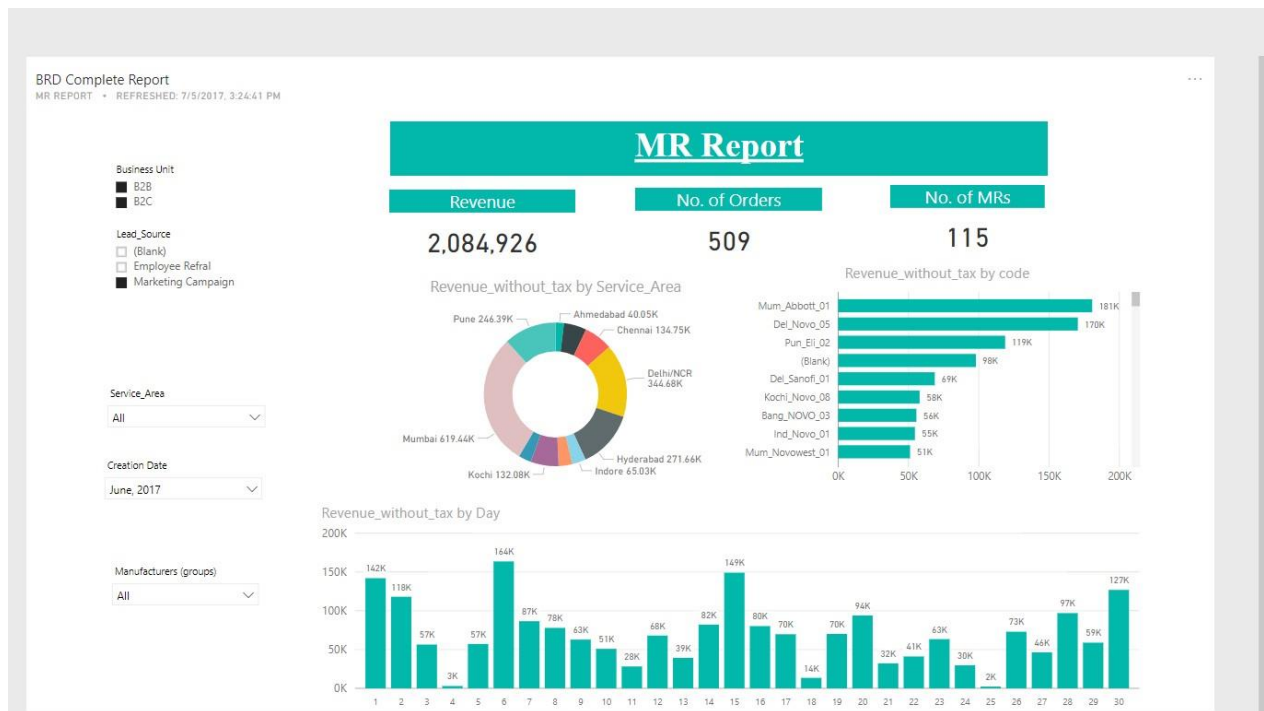 BRD Complete Report
MR REPORT • REFRESHED: 7/5/2017, 3:24:41 PM
...
MR Report
Business Unit
B2B
B2C
Lead_Source
(Blank)
Employee Refral
Marketing Campaign
Service_Area
All
Creation Date
June, 2017
Manufacturers (groups)
All
Revenue
2,084,926
No. of Orders
509
No. of MRs
115
Revenue_without_tax by Service_Area
Pune 246.39K
Ahmedabad 40.05K
Chennai 134.75K
Delhi/NCR
344.68K
Mumbai 619.44K
Hyderabad 271.66K
Kochi 132.08K
Indore 65.03K
Revenue_without_tax by code
Mum_Abbott_01 181K
Del_Novo_05 170K
Pun_Eli_02 119K
(Blank) 98K
Del_Sanofi_01 69K
Kochi_Novo_08 58K
Bang_NOVO_03 56K
Ind_Novo_01 55K
Mum_Novowest_01 51K
0K 50K 100K 150K 200K
Revenue_without_tax by Day
200K
150K
100K
50K
0K
142K 118K 57K 3K 57K 164K 87K 78K 63K 51K 28K 68K 39K 82K 149K 80K 70K 14K 70K 94K 32K 41K 63K 30K 2K 73K 46K 97K 59K 127K
1 2 3 4 5 6 7 8 9 10 11 12 13 14 15 16 17 18 19 20 21 22 23 24 25 26 27 28 29 30